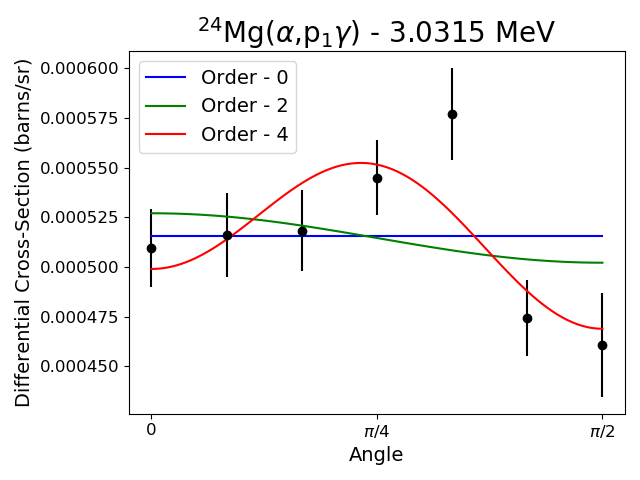 ²⁴Mg(α,p₁γ) - 3.0315 MeV
Order - 0
Order - 2
Order - 4
Differential Cross-Section (barns/sr)
0.000600
0.000575
0.000550
0.000525
0.000500
0.000475
0.000450
0 π/4 π/2
Angle